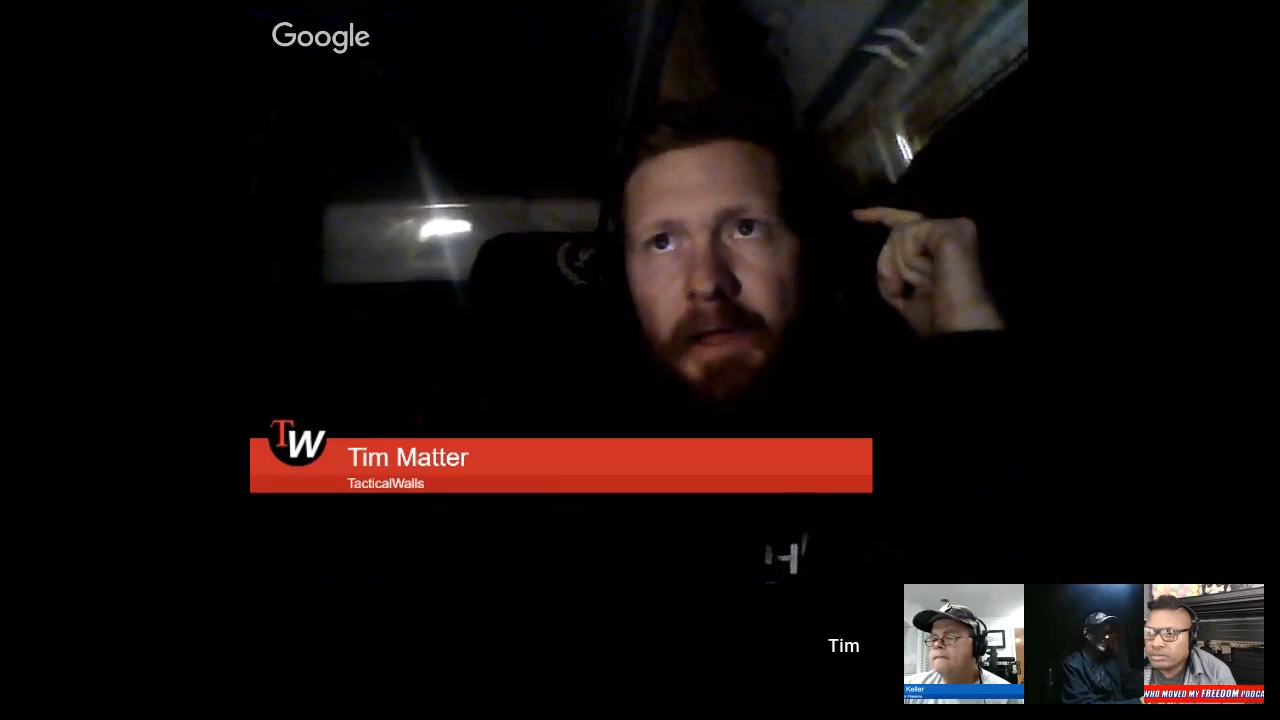 Google
TW
Tim Matter
TacticalWalls
Tim
Keller
WHO MOVED MY FREEDOM PODCA